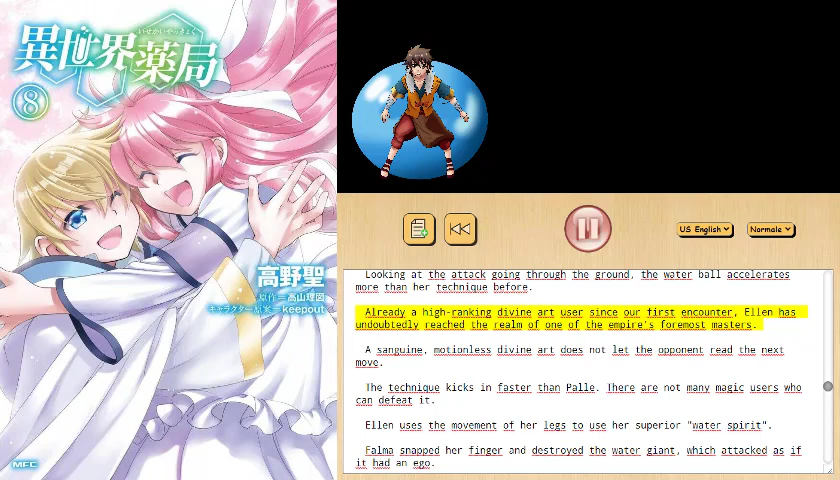 いせかいやっきょく
異世界薬局
8
高野聖
原作＝高山理図
キャラクター原案＝keepout
MFC
US English
Normale
Looking at the attack going through the ground, the water ball accelerates
more than her technique before.
Already a high-ranking divine art user since our first encounter, Ellen has
undoubtedly reached the realm of one of the empire's foremost masters.
A sanguine, motionless divine art does not let the opponent read the next
move.
The technique kicks in faster than Palle. There are not many magic users who
can defeat it.
Ellen uses the movement of her legs to use her superior "water spirit".
Falma snapped her finger and destroyed the water giant, which attacked as if
it had an ego.